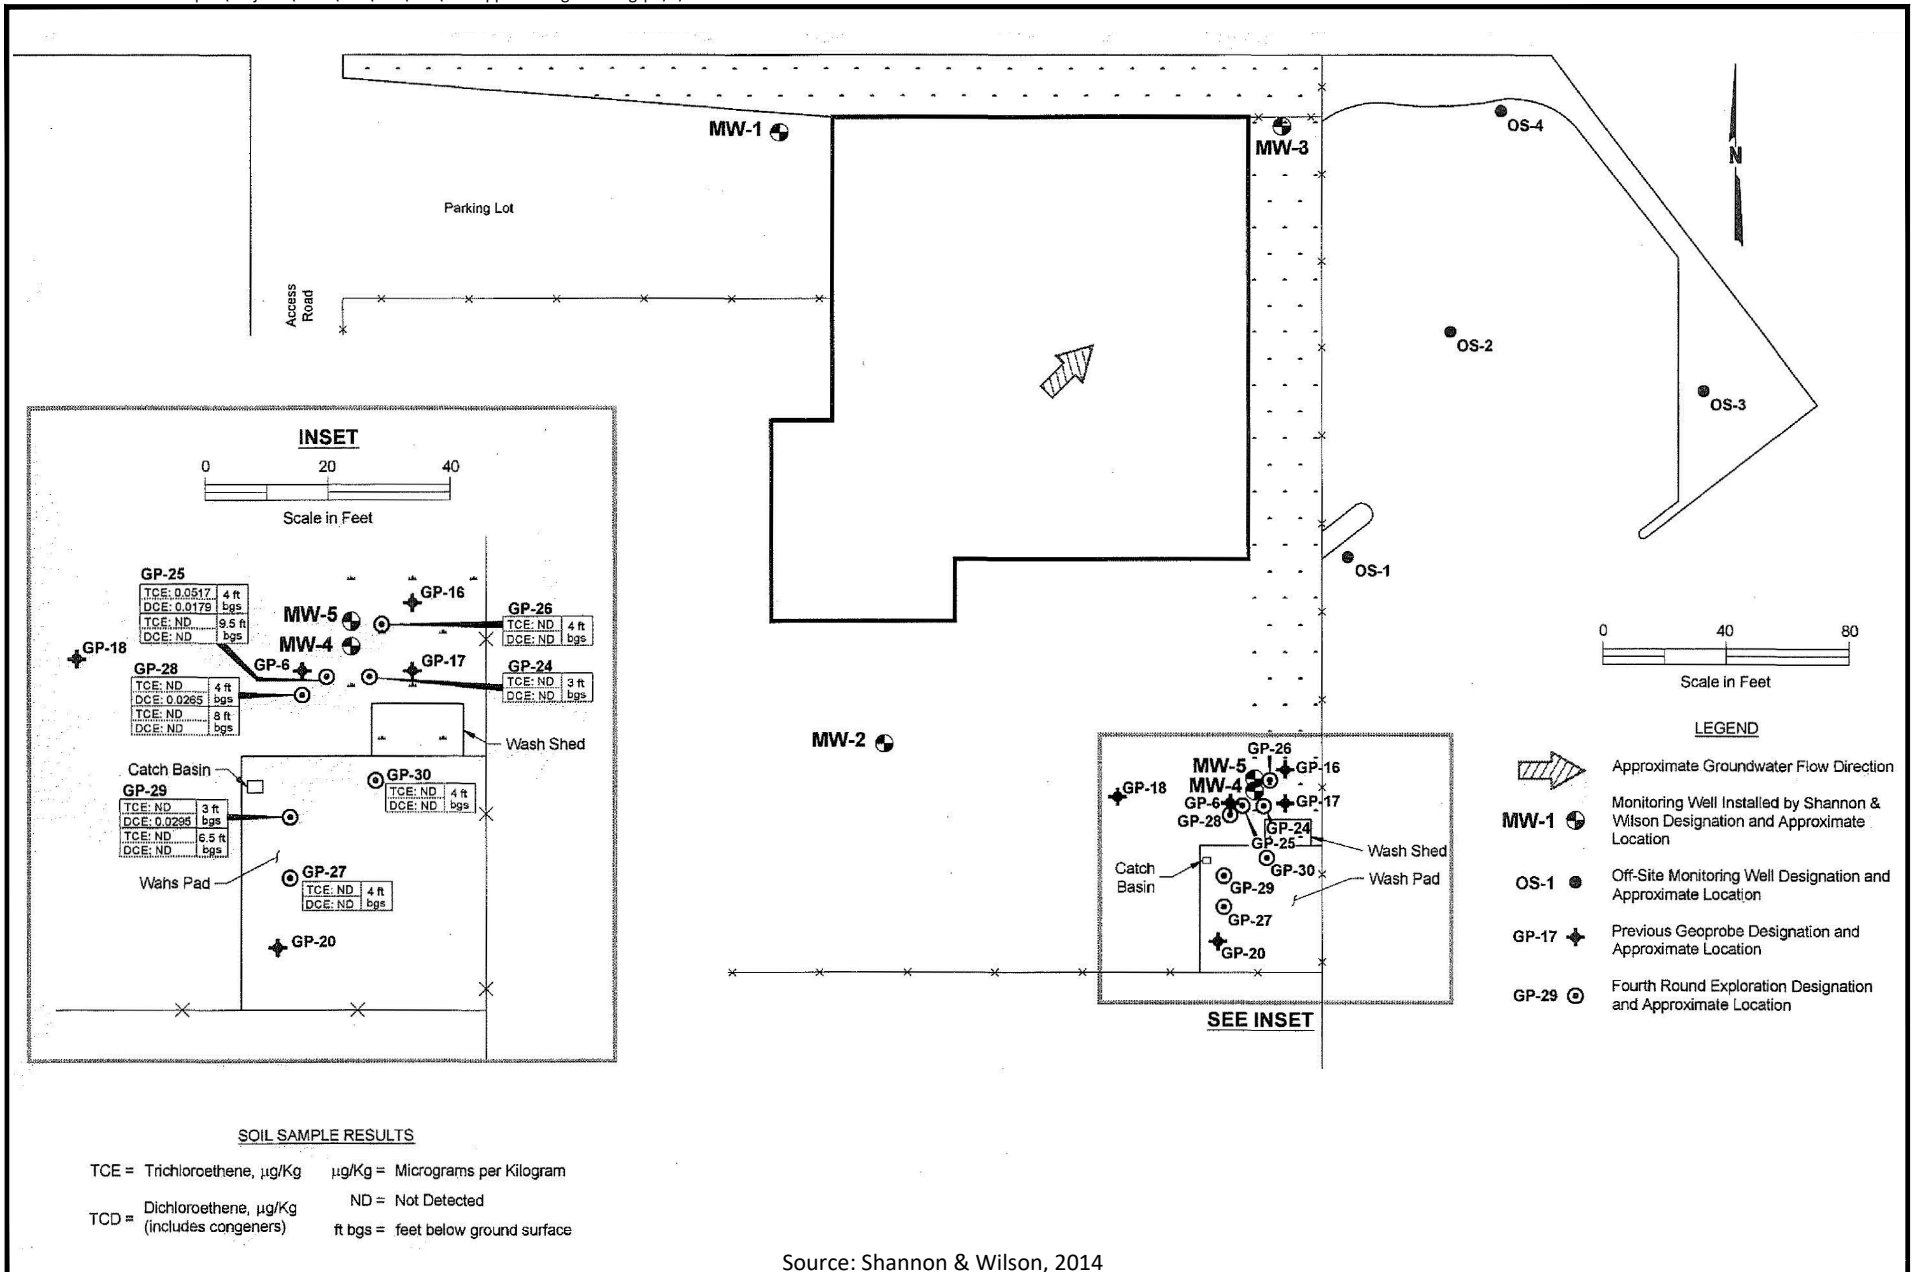 MW-1
MW-3
OS-4
N
Parking Lot
Access
Road
OS-2
OS-3
OS-1
INSET
0 20 40
Scale in Feet
GP-25
TCE: 0.0517
DCE: 0.0179
4 ft
bgs
TCE: ND
DCE: ND
9.5 ft
bgs
GP-16
MW-5
MW-4
GP-26
TCE: ND
DCE: ND
4 ft
bgs
GP-18
GP-6
GP-17
GP-24
TCE: ND
DCE: ND
3 ft
bgs
GP-28
TCE: ND
DCE: 0.0265
4 ft
bgs
TCE: ND
DCE: ND
8 ft
bgs
Wash Shed
Catch Basin
GP-30
TCE: ND
DCE: ND
4 ft
bgs
GP-29
TCE: ND
DCE: 0.0295
3 ft
bgs
TCE: ND
DCE: ND
6.5 ft
bgs
Wahs Pad
GP-27
TCE: ND
DCE: ND
4 ft
bgs
GP-20
MW-2
GP-26
MW-5
GP-16
MW-4
GP-18
GP-6
GP-17
GP-28
GP-24
GP-25
Wash Shed
Catch
Basin
GP-30
Wash Pad
GP-29
GP-27
GP-20
SEE INSET
0 40 80
Scale in Feet
LEGEND
Approximate Groundwater Flow Direction
MW-1 Monitoring Well Installed by Shannon &
Wilson Designation and Approximate
Location
OS-1 Off-Site Monitoring Well Designation and
Approximate Location
GP-17 Previous Geoprobe Designation and
Approximate Location
GP-29 Fourth Round Exploration Designation
and Approximate Location
SOIL SAMPLE RESULTS
TCE = Trichloroethene, µg/Kg
TCD = Dichloroethene, µg/Kg
(includes congeners)
µg/Kg = Micrograms per Kilogram
ND = Not Detected
ft bgs = feet below ground surface
Source: Shannon & Wilson, 2014